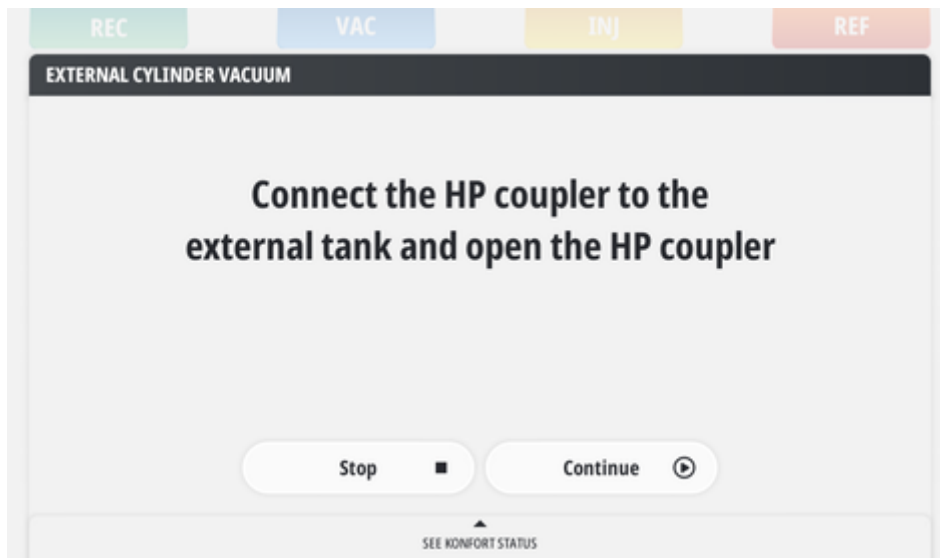 REC VAC INJ REF
EXTERNAL CYLINDER VACUUM
Connect the HP coupler to the
external tank and open the HP coupler
Stop Continue
SEE KONFORT STATUS